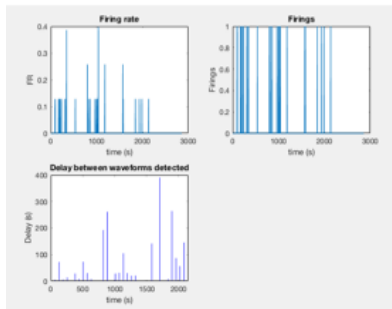 Firing rate
0.4
0.3
0.2
0.1
0
FR
0 1000 2000 3000
time (s)
Firings
1
0.8
0.6
0.4
0.2
0
Firings
0 1000 2000 3000
time (s)
Delay between waveforms detected
400
300
200
100
0
Delay (s)
0 500 1000 1500 2000
time (s)